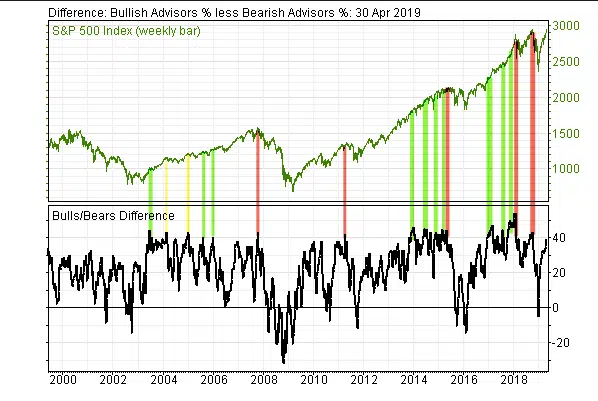 Difference: Bullish Advisors % less Bearish Advisors %: 30 Apr 2019
S&P 500 Index (weekly bar)
3000
2500
2000
1500
1000
Bulls/Bears Difference
40
20
0
-20
2000 2002 2004 2006 2008 2010 2012 2014 2016 2018